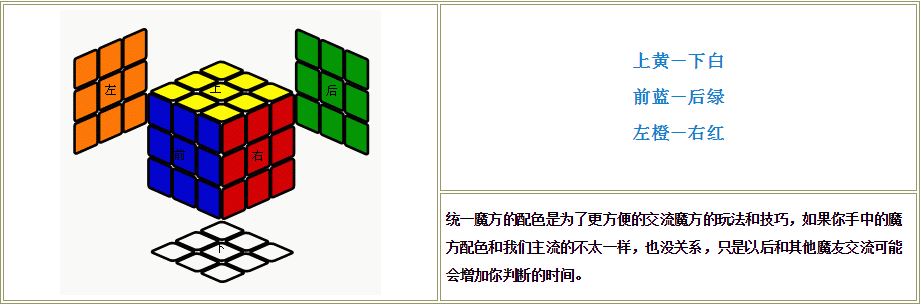 左
上
后
前
右
下
上黄－下白
前蓝－后绿
左橙－右红
统一魔方的配色是为了更方便的交流魔方的玩法和技巧，如果你手中的魔
方配色和我们主流的不太一样，也没关系，只是以后和其他魔友交流可能
会增加你判断的时间。